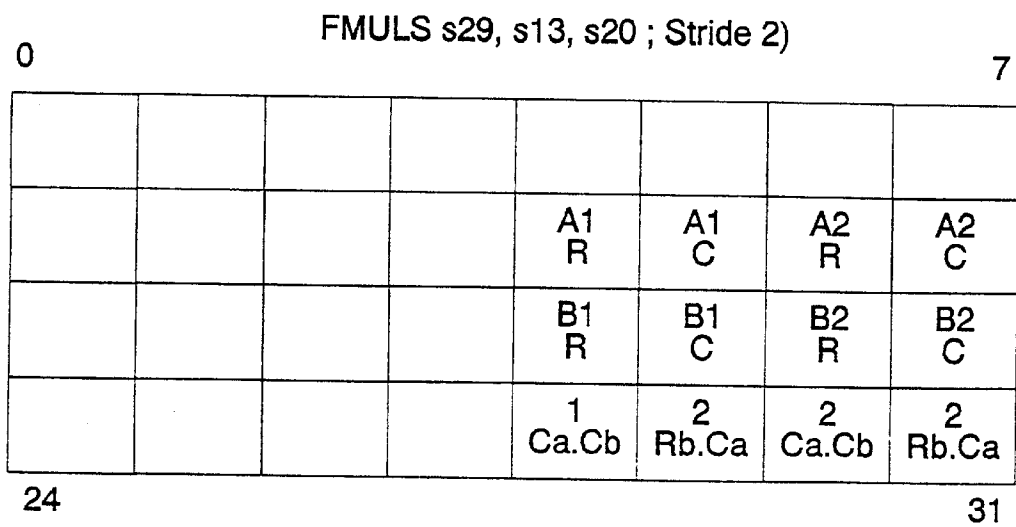 FMULS s29, s13, s20 ; Stride 2)
0
7
A1
R
A1
C
A2
R
A2
C
B1
R
B1
C
B2
R
B2
C
1
Ca.Cb
2
Rb.Ca
2
Ca.Cb
2
Rb.Ca
24
31